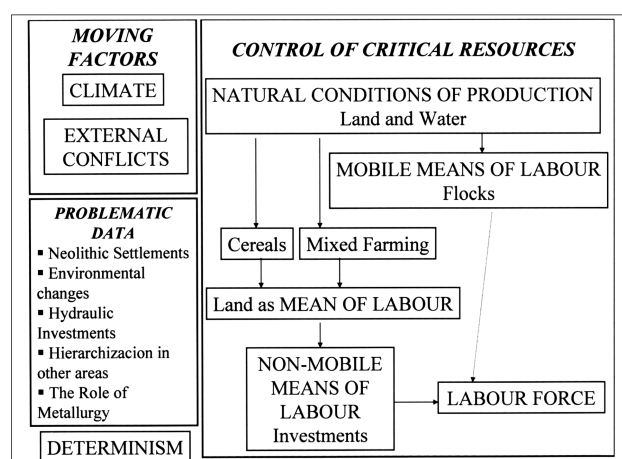 MOVING
FACTORS
CLIMATE
EXTERNAL
CONFLICTS
PROBLEMATIC
DATA
▪ Neolithic Settlements
▪ Environmental
changes
▪ Hydraulic
Investments
▪ Hierarchizacion in
other areas
▪ The Role of
Metallurgy
DETERMINISM
CONTROL OF CRITICAL RESOURCES
NATURAL CONDITIONS OF PRODUCTION
Land and Water
MOBILE MEANS OF LABOUR
Flocks
Cereals
Mixed Farming
Land as MEAN OF LABOUR
NON-MOBILE
MEANS OF
LABOUR
Investments
LABOUR FORCE